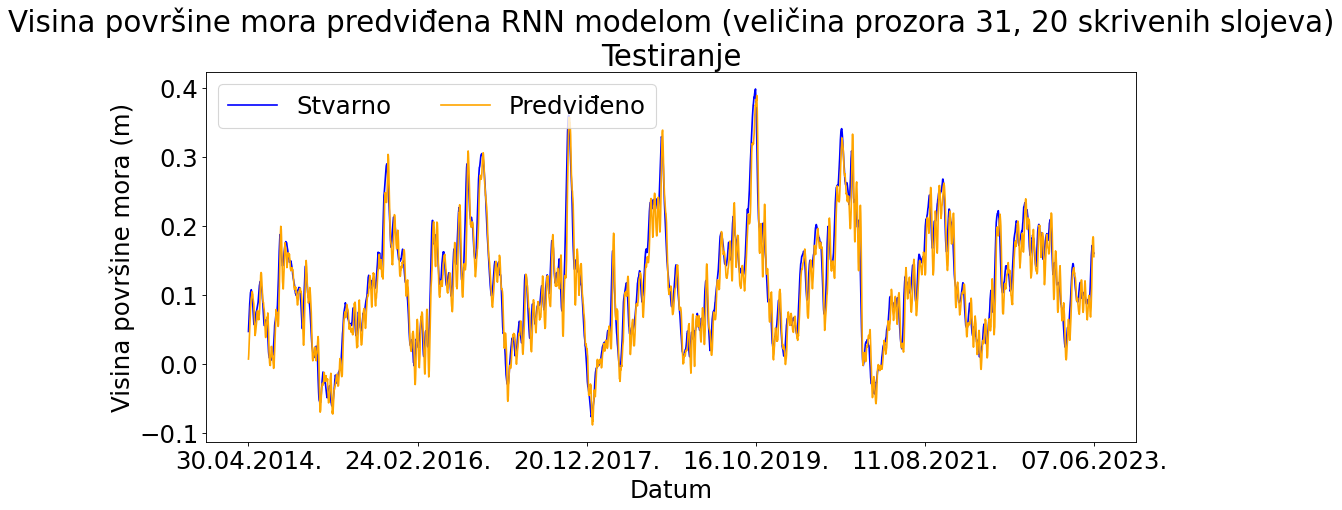 Visina površine mora predviđena RNN modelom (veličina prozora 31, 20 skrivenih slojeva)
Testiranje
Stvarno
Predviđeno
Visina površine mora (m)
0.4
0.3
0.2
0.1
0.0
−0.1
30.04.2014. 24.02.2016. 20.12.2017. 16.10.2019. 11.08.2021. 07.06.2023.
Datum